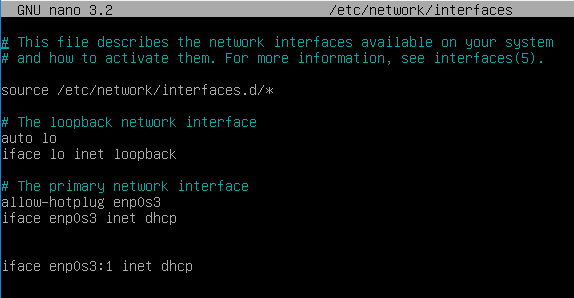 GNU nano 3.2 /etc/network/interfaces
# This file describes the network interfaces available on your system
# and how to activate them. For more information, see interfaces(5).
source /etc/network/interfaces.d/*
# The loopback network interface
auto lo
iface lo inet loopback
# The primary network interface
allow-hotplug enp0s3
iface enp0s3 inet dhcp
iface enp0s3:1 inet dhcp